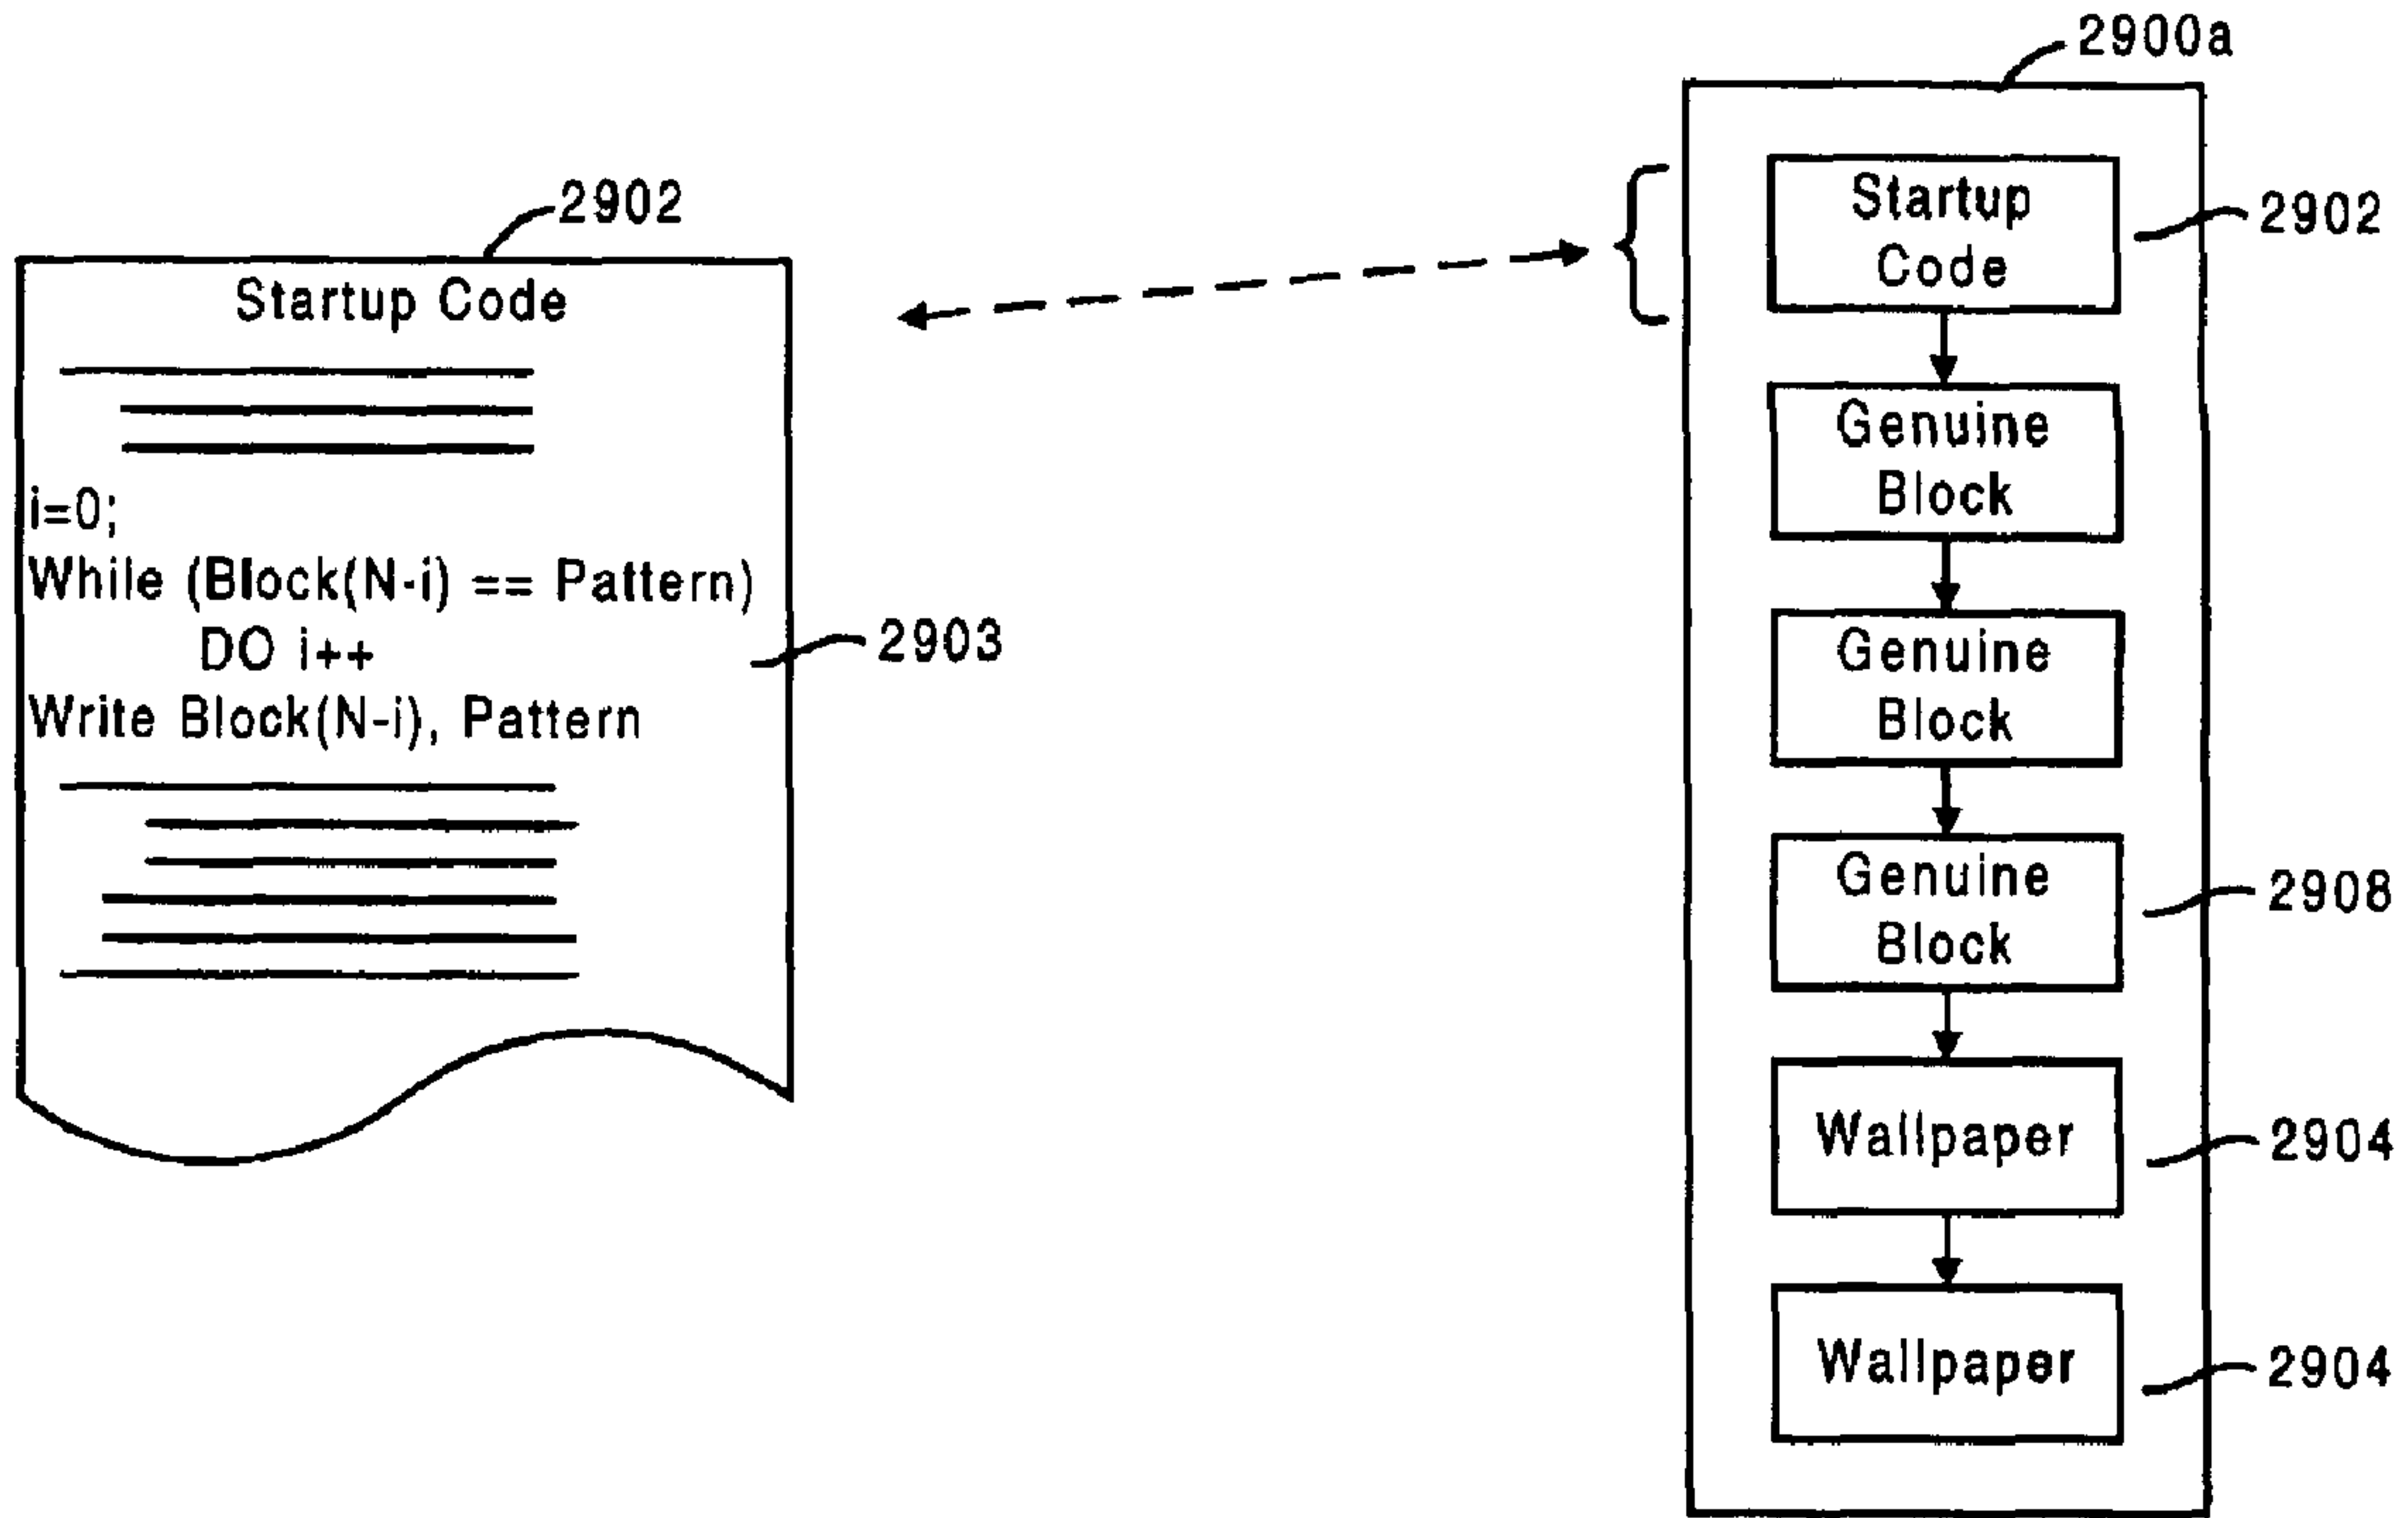 2900a
2902
Startup Code
i=0;
While (Block(N-i) == Pattern)
DO i++
Write Block(N-i), Pattern
2903
Startup
Code
2902
Genuine
Block
Genuine
Block
Genuine
Block
2908
Wallpaper
2904
Wallpaper
2904